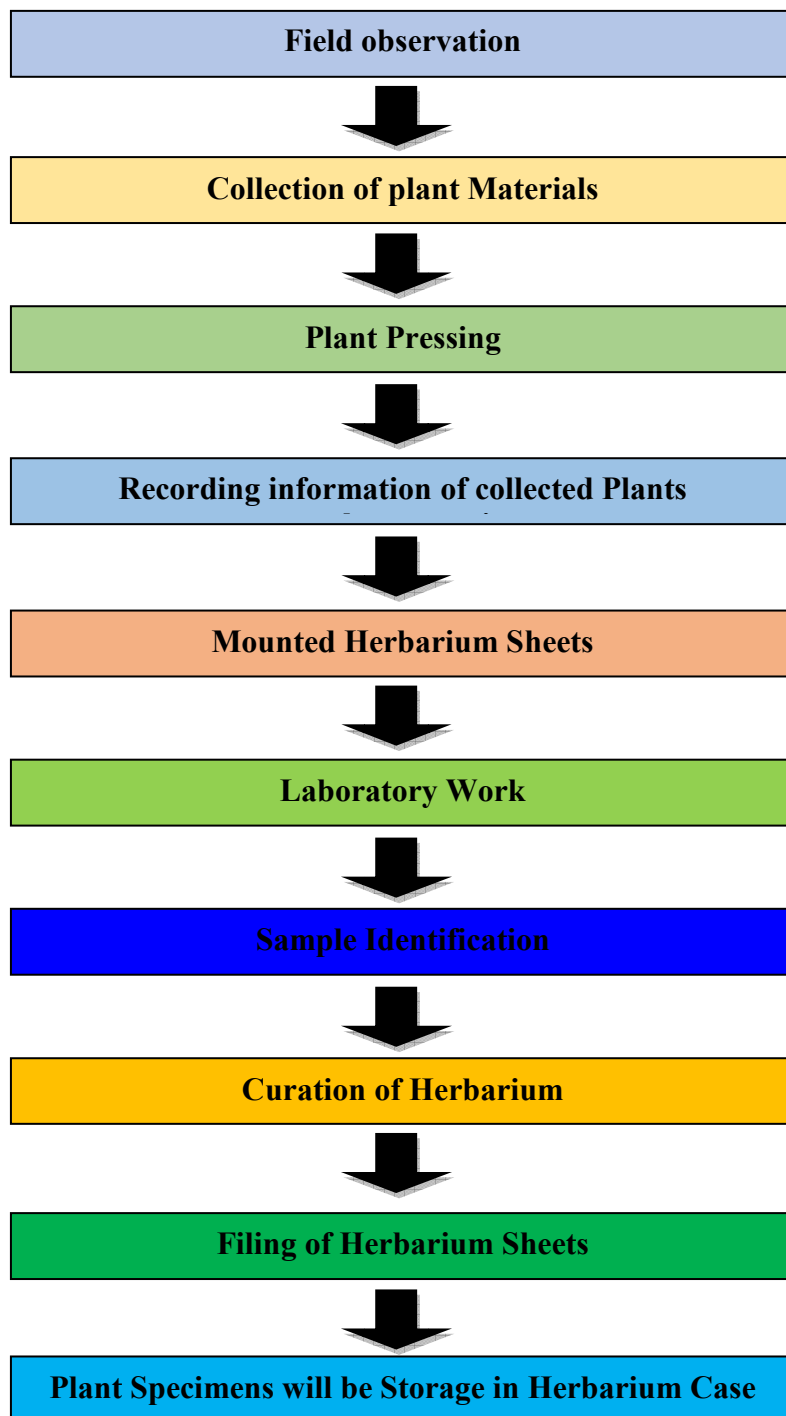 Field observation
Collection of plant Materials
Plant Pressing
Recording information of collected Plants
Mounted Herbarium Sheets
Laboratory Work
Sample Identification
Curation of Herbarium
Filing of Herbarium Sheets
Plant Specimens will be Storage in Herbarium Case